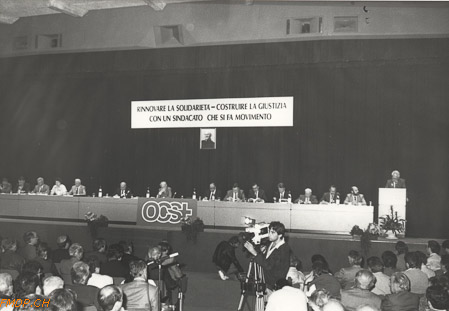 RINNOVARE LA SOLIDARIETÀ - COSTRUIRE LA GIUSTIZIA
CON UN SINDACATO CHE SI FA MOVIMENTO
OCST